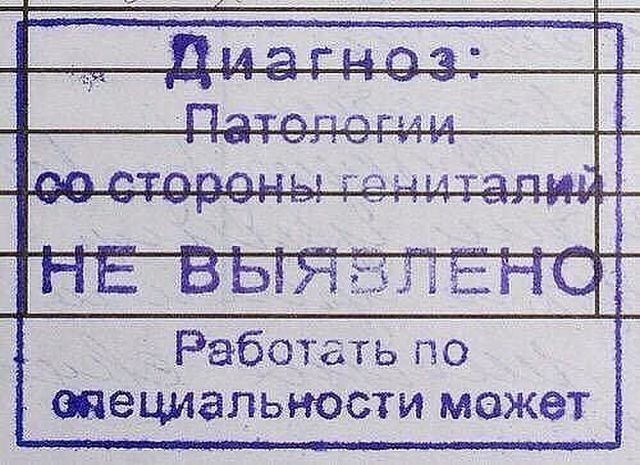 Диагноз:
Патологии
со стороны гениталий
НЕ ВЫЯВЛЕНО
Работать по
специальности может